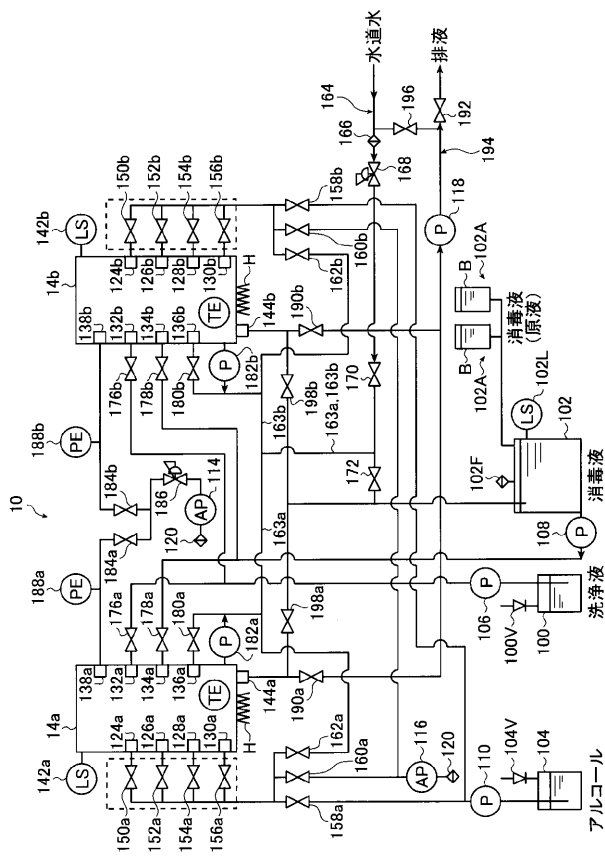 10
188a
PE
188b
PE
184a
184b
186
AP
114
120
142a
LS
14a
138a
132a
134a
136a
124a
126a
128a
130a
TE
H
144a
P
182a
176a
178a
180a
150a
152a
154a
156a
162a
160a
158a
190a
198a
163a
163b
142b
LS
14b
138b
132b
134b
136b
124b
126b
128b
130b
TE
H
144b
P
182b
176b
178b
180b
150b
152b
154b
156b
158b
160b
162b
190b
198b
163a,163b
170
172
水道水
164
166
168
196
排液
192
194
P
118
B
B
102A
102A
消毒液
(原液)
LS
102L
102F
102
消毒液
P
108
P
106
100V
100
洗浄液
AP
116
120
P
110
104V
104
アルコール